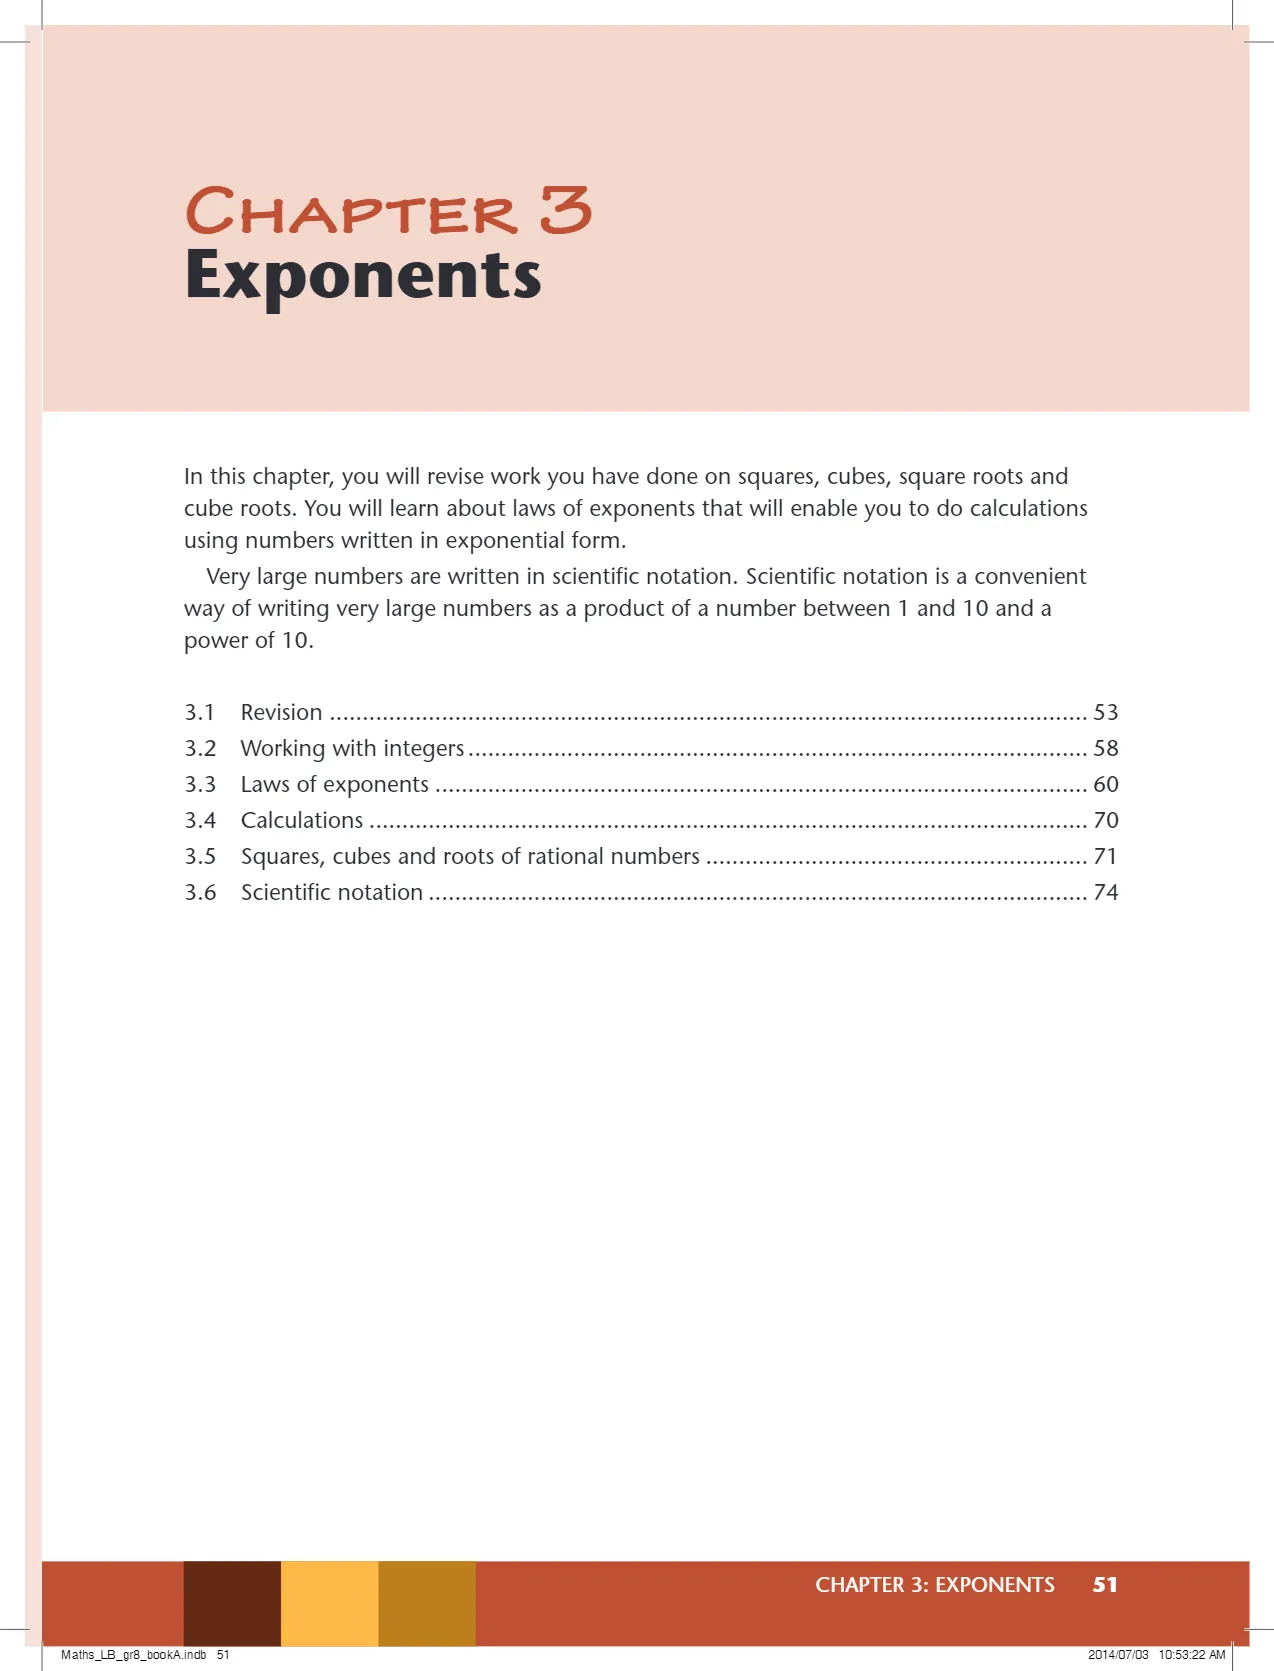 CHAPTER 3
Exponents
In this chapter, you will revise work you have done on squares, cubes, square roots and
cube roots. You will learn about laws of exponents that will enable you to do calculations
using numbers written in exponential form.
Very large numbers are written in scientific notation. Scientific notation is a convenient
way of writing very large numbers as a product of a number between 1 and 10 and a
power of 10.
3.1 Revision .................................................................................................................... 53
3.2 Working with integers ............................................................................................... 58
3.3 Laws of exponents .................................................................................................... 60
3.4 Calculations .............................................................................................................. 70
3.5 Squares, cubes and roots of rational numbers .......................................................... 71
3.6 Scientific notation ..................................................................................................... 74
CHAPTER 3: EXPONENTS 51
Maths_LB_gr8_bookA.indb 51
2014/07/03 10:53:22 AM